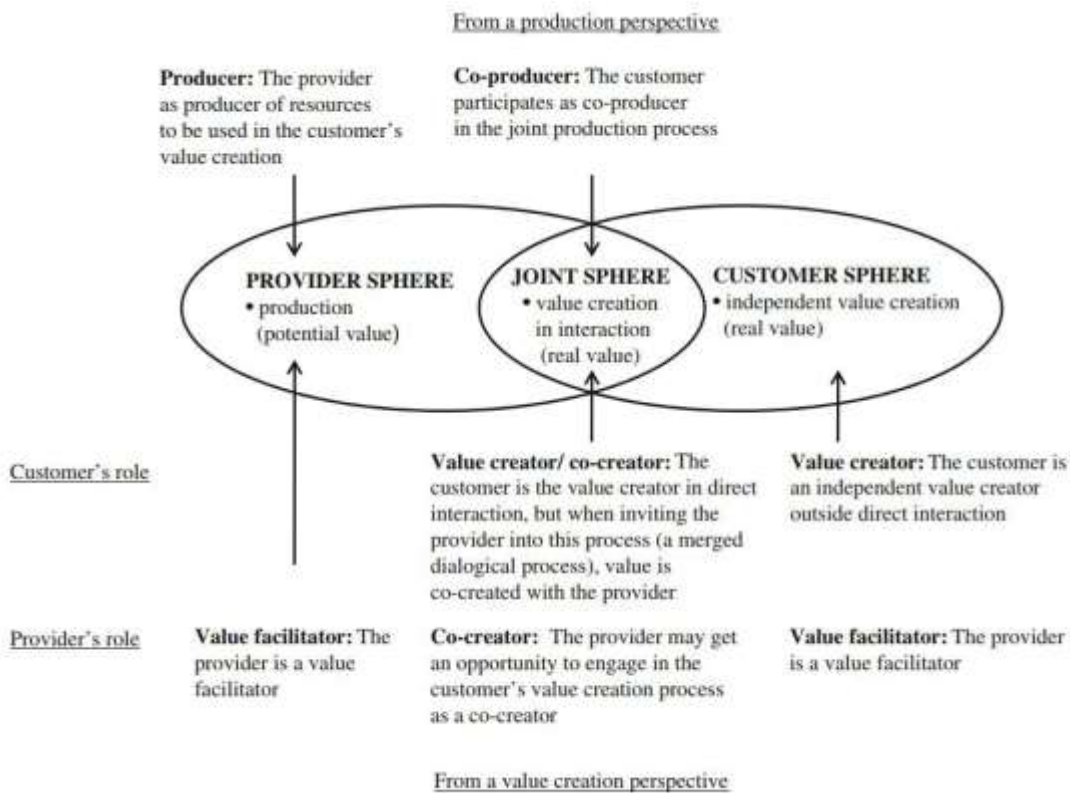 From a production perspective
Producer: The provider
as producer of resources
to be used in the customer's
value creation
Co-producer: The customer
participates as co-producer
in the joint production process
PROVIDER SPHERE
• production
(potential value)
JOINT SPHERE
• value creation
in interaction
(real value)
CUSTOMER SPHERE
• independent value creation
(real value)
Customer's role
Value creator/ co-creator: The
customer is the value creator in direct
interaction, but when inviting the
provider into this process (a merged
dialogical process), value is
co-created with the provider
Value creator: The customer is
an independent value creator
outside direct interaction
Provider's role
Value facilitator: The
provider is a value
facilitator
Co-creator: The provider may get
an opportunity to engage in the
customer's value creation process
as a co-creator
Value facilitator: The provider
is a value facilitator
From a value creation perspective